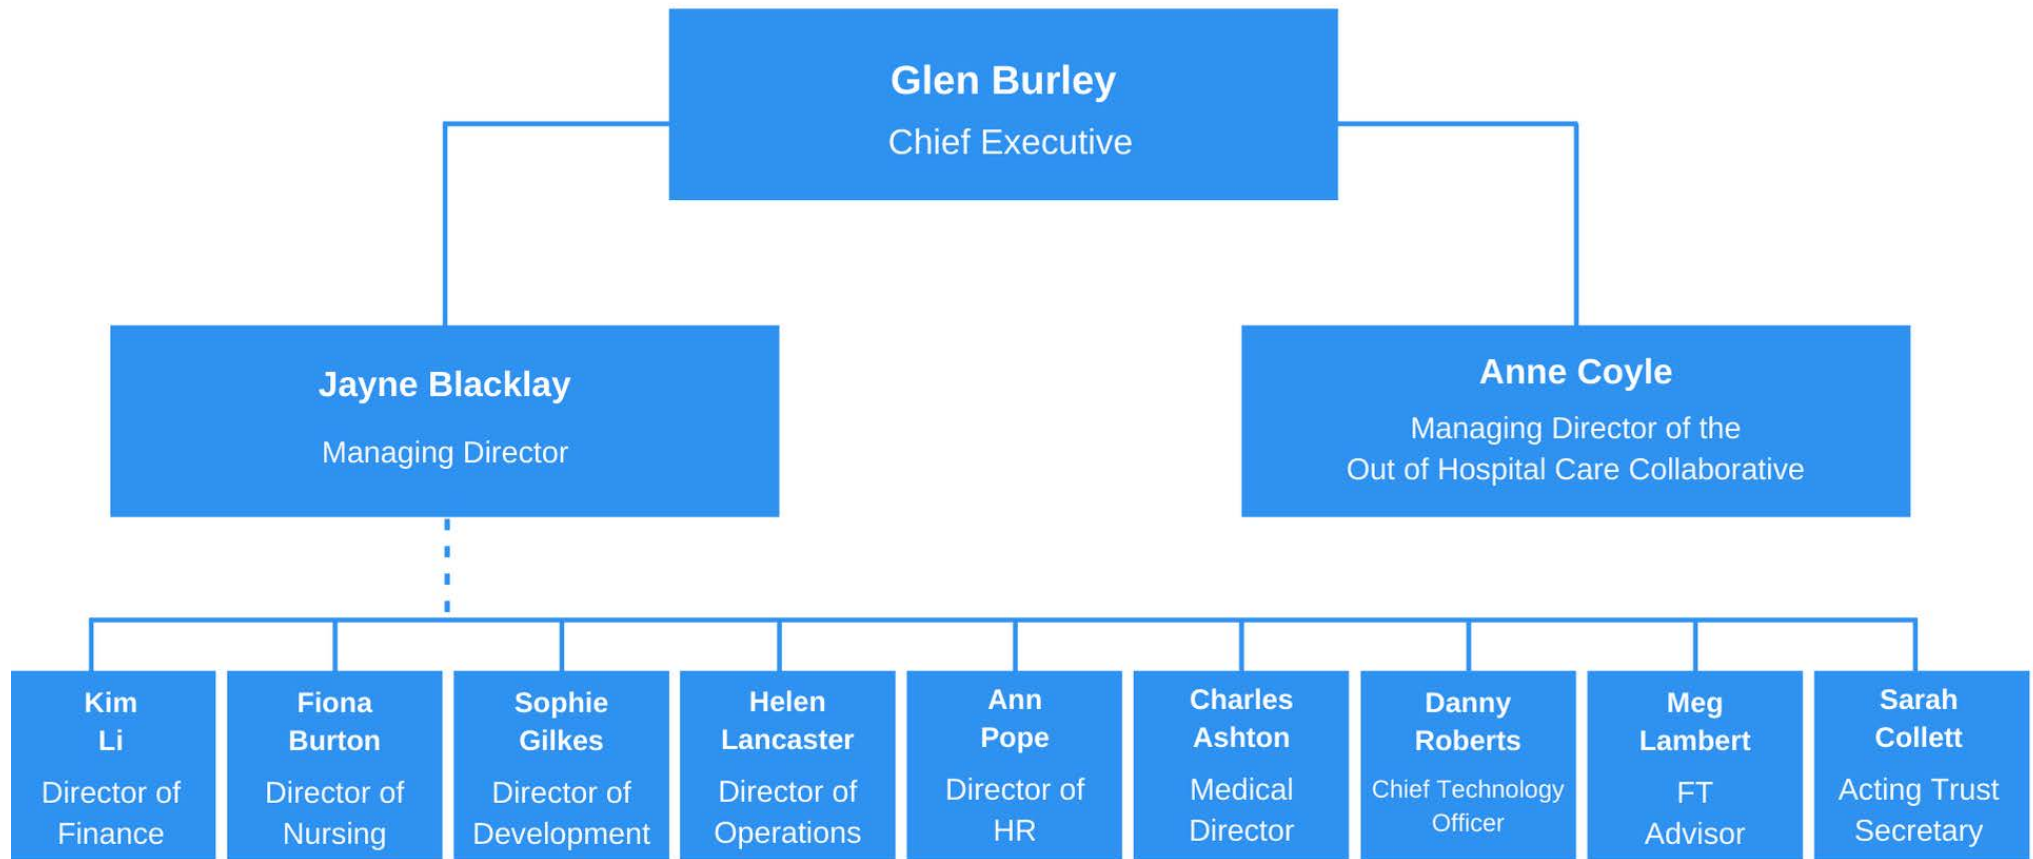 Glen Burley
Chief Executive
Jayne Blacklay
Managing Director
Anne Coyle
Managing Director of the
Out of Hospital Care Collaborative
Kim
Li
Director of
Finance
Fiona
Burton
Director of
Nursing
Sophie
Gilkes
Director of
Development
Helen
Lancaster
Director of
Operations
Ann
Pope
Director of
HR
Charles
Ashton
Medical
Director
Danny
Roberts
Chief Technology
Officer
Meg
Lambert
FT
Advisor
Sarah
Collett
Acting Trust
Secretary